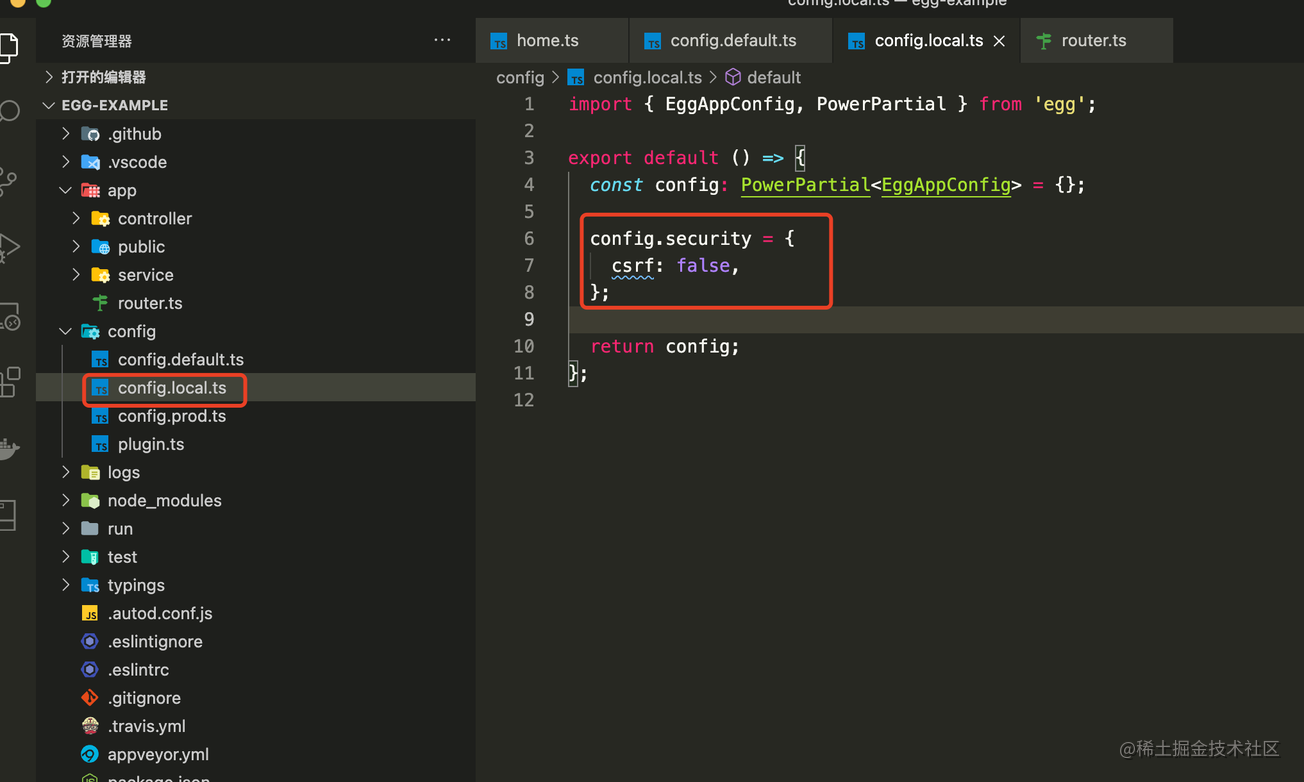 config.local.ts — egg-example
资源管理器
···
home.ts
config.default.ts
config.local.ts
router.ts
打开的编辑器
EGG-EXAMPLE
.github
.vscode
app
controller
public
service
router.ts
config
config.default.ts
config.local.ts
config.prod.ts
plugin.ts
logs
node_modules
run
test
typings
.autod.conf.js
.eslintignore
.eslintrc
.gitignore
.travis.yml
appveyor.yml
package.json
config > config.local.ts > default
1 import { EggAppConfig, PowerPartial } from 'egg';
2
3 export default () => {
4 const config: PowerPartial<EggAppConfig> = {};
5
6 config.security = {
7 csrf: false,
8 };
9
10 return config;
11 };
12
@稀土掘金技术社区